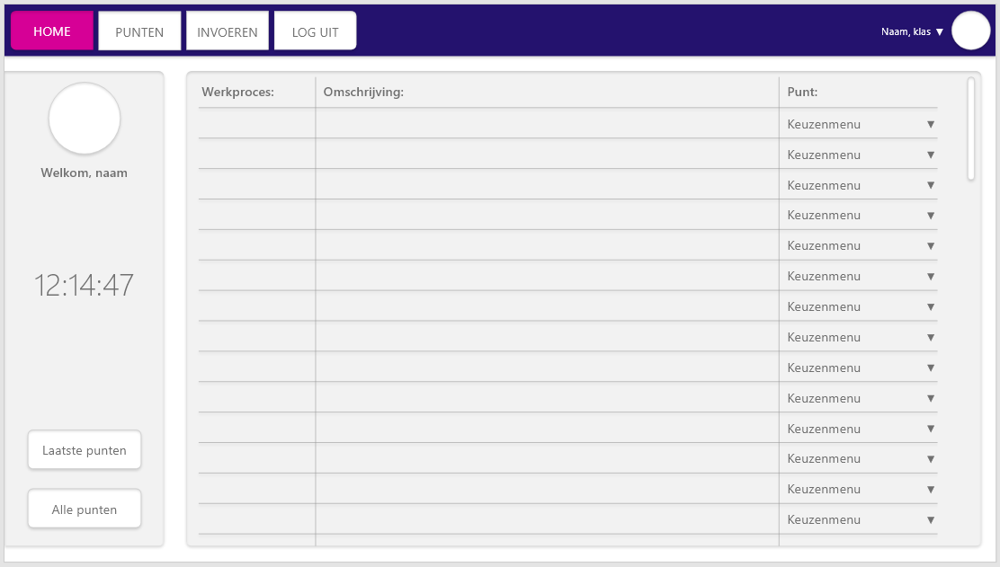 HOME PUNTEN INVOEREN LOG UIT Naam, klas ▼
Welkom, naam
12:14:47
Laatste punten
Alle punten
Werkproces: Omschrijving: Punt:
Keuzenmenu ▼
Keuzenmenu ▼
Keuzenmenu ▼
Keuzenmenu ▼
Keuzenmenu ▼
Keuzenmenu ▼
Keuzenmenu ▼
Keuzenmenu ▼
Keuzenmenu ▼
Keuzenmenu ▼
Keuzenmenu ▼
Keuzenmenu ▼
Keuzenmenu ▼
Keuzenmenu ▼